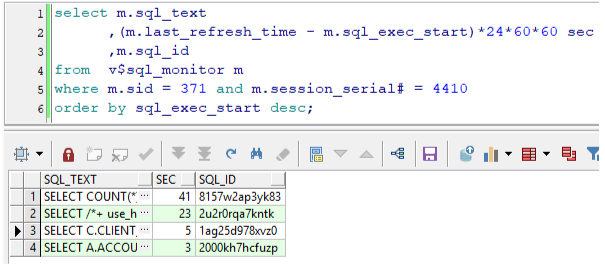 1 select m.sql_text
2 ,(m.last_refresh_time - m.sql_exec_start)*24*60*60 sec
3 ,m.sql_id
4 from v$sql_monitor m
5 where m.sid = 371 and m.session_serial# = 4410
6 order by sql_exec_start desc;
SQL_TEXT ... SEC SQL_ID
1 SELECT COUNT(* ... 41 8157w2ap3yk83
2 SELECT /*+ use_h ... 23 2u2r0rqa7kntk
3 SELECT C.CLIENT_ ... 5 1ag25d978xvz0
4 SELECT A.ACCOU ... 3 2000kh7hcfuzp